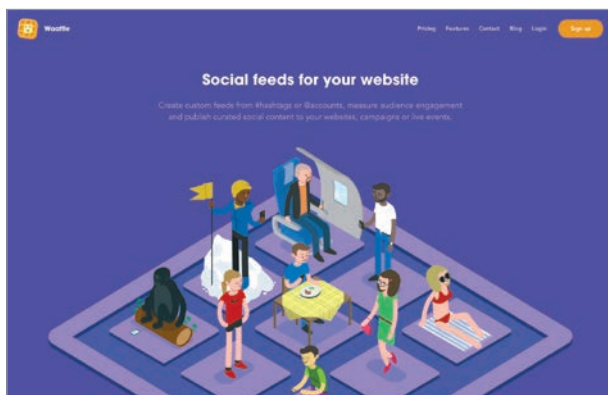 Waaffle
Pricing Features Contact Blog Login Sign up
Social feeds for your website
Create custom feeds from #hashtags or @accounts, measure audience engagement
and publish curated social content to your websites, campaigns or live events.